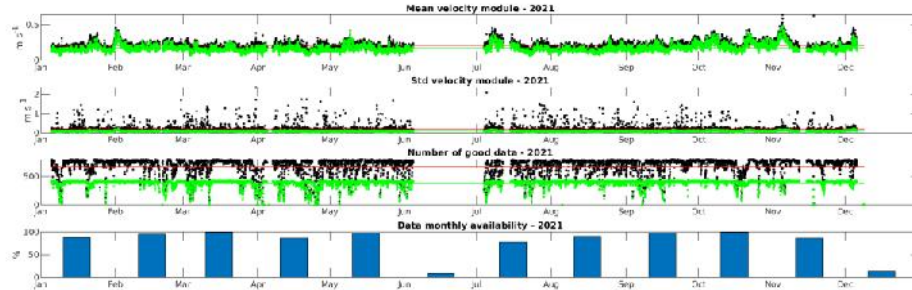 Mean velocity module - 2021
m s-1
0.5
0
Jan Feb Mar Apr May Jun Jul Aug Sep Oct Nov Dec
Std velocity module - 2021
m s-1
2
1
0
Jan Feb Mar Apr May Jun Jul Aug Sep Oct Nov Dec
Number of good data - 2021
500
0
Jan Feb Mar Apr May Jun Jul Aug Sep Oct Nov Dec
Data monthly availability - 2021
%
100
50
0
Jan Feb Mar Apr May Jun Jul Aug Sep Oct Nov Dec